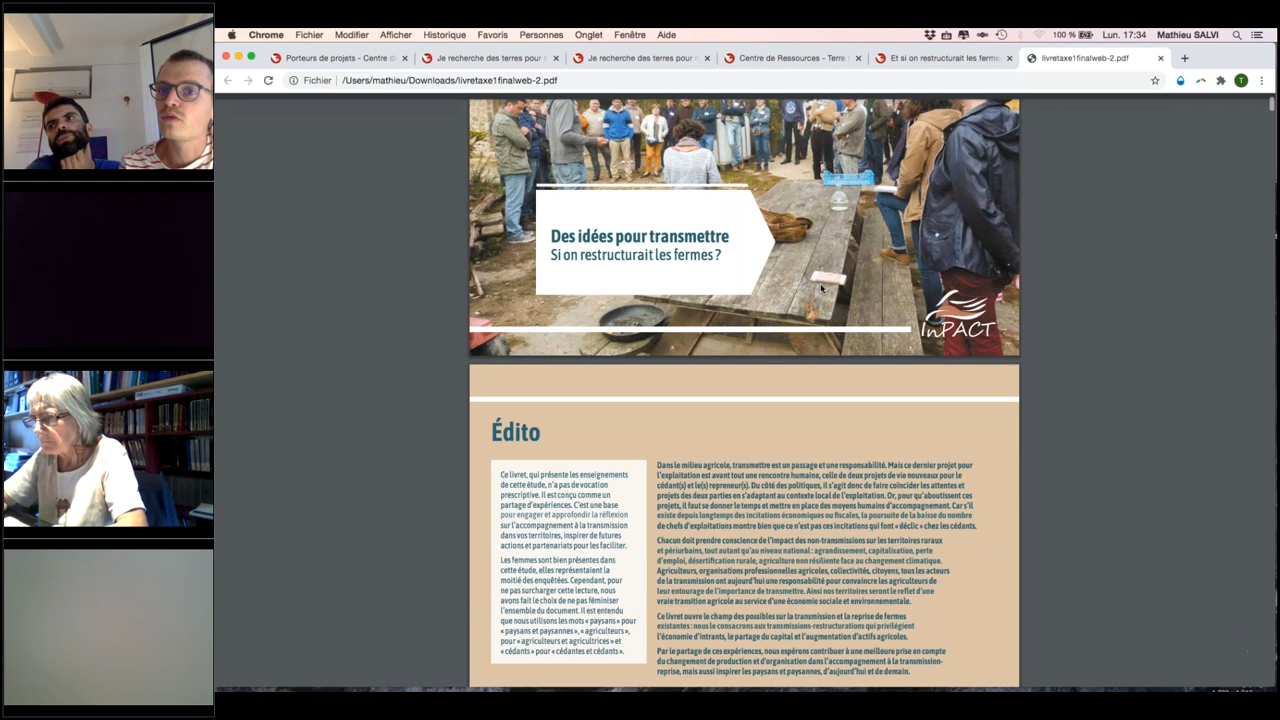 Chrome Fichier Modifier Affichage Historique Favoris Personnes Onglet Fenêtre Aide 100 % Lun. 17:34 Mathieu SALVI
Porteurs de projets - Centre d
Je recherche des terres pour m
Je recherche des terres pour m
Centre de Ressources - Terre
Et si on restructurait les ferme
livretaxe1finalweb-2.pdf
Fichier /Users/mathieu/Downloads/livretaxe1finalweb-2.pdf
T
Des idées pour transmettre
Si on restructurait les fermes ?
InPACT
Édito
Ce livret, qui présente les enseignements
de cette étude, n'a pas de vocation
prescriptive. Il est conçu comme un
partage d'expériences. C'est une base
pour engager et approfondir la réflexion
sur l'accompagnement à la transmission
dans vos territoires, inspirer de futures
actions et partenariats pour les faciliter.
Les femmes sont bien présentes dans
cette étude, elles représentaient la
moitié des enquêtées. Cependant, pour
ne pas surcharger cette lecture, nous
avons fait le choix de ne pas féminiser
l'ensemble du document. Il est entendu
que nous utilisons les mots « paysans » pour
« paysans et paysannes », « agriculteurs »,
pour « agriculteurs et agricultrices » et
« cédants » pour « cédantes et cédants ».
Dans le milieu agricole, transmettre est un passage et une responsabilité. Mais ce dernier projet pour
l'exploitation est avant tout une rencontre humaine, celle de deux projets de vie nouveaux pour le
cédant(s) et le(s) repreneur(s). Du côté des politiques, il s'agit donc de faire coïncider les attentes et
projets des deux parties en s'adaptant au contexte local de l'exploitation. Or, pour qu'aboutissent ces
projets, il faut se donner le temps et mettre en place des moyens humains d'accompagnement. Car s'il
existe depuis longtemps des incitations économiques ou fiscales, la poursuite de la baisse du nombre
de chefs d'exploitations montre bien que ce n'est pas ces incitations qui font « déclic » chez les cédants.
Chacun doit prendre conscience de l'impact des non-transmissions sur les territoires ruraux
et périurbains, tout autant qu'au niveau national : agrandissement, capitalisation, perte
d'emploi, désertification rurale, agriculture non résiliente face au changement climatique.
Agriculteurs, organisations professionnelles agricoles, collectivités, citoyens, tous les acteurs
de la transmission ont aujourd'hui une responsabilité pour convaincre les agriculteurs de
leur entourage de l'importance de transmettre. Ainsi nos territoires seront le reflet d'une
vraie transition agricole au service d'une économie sociale et environnementale.
Ce livret ouvre le champ des possibles sur la transmission et la reprise de fermes
existantes : nous le consacrons aux transmissions-restructurations qui privilégient
l'économie d'intrants, le partage du capital et l'augmentation d'actifs agricoles.
Par le partage de ces expériences, nous espérons contribuer à une meilleure prise en compte
du changement de production et d'organisation dans l'accompagnement à la transmission-
reprise, mais aussi inspirer les paysans et paysannes, d'aujourd'hui et de demain.